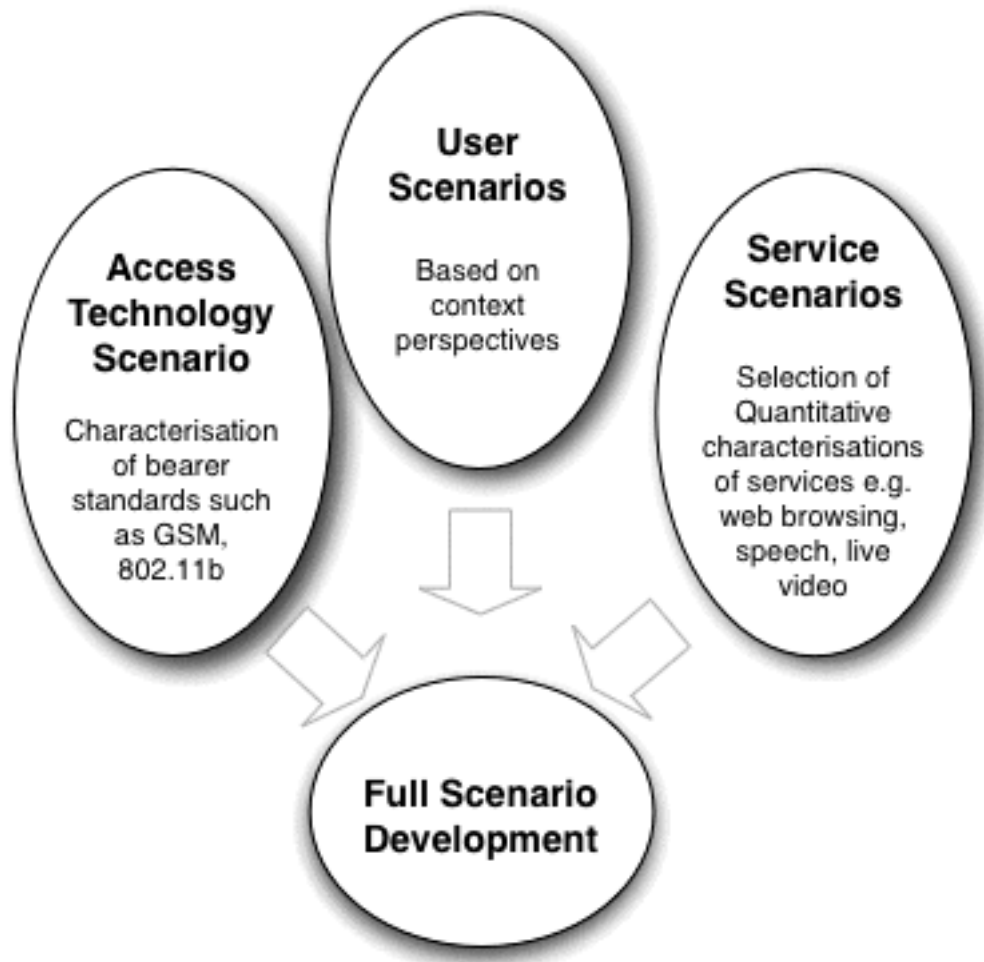 User
Scenarios
Based on
context
perspectives
Access
Technology
Scenario
Characterisation
of bearer
standards such
as GSM,
802.11b
Service
Scenarios
Selection of
Quantitative
characterisations
of services e.g.
web browsing,
speech, live
video
Full Scenario
Development